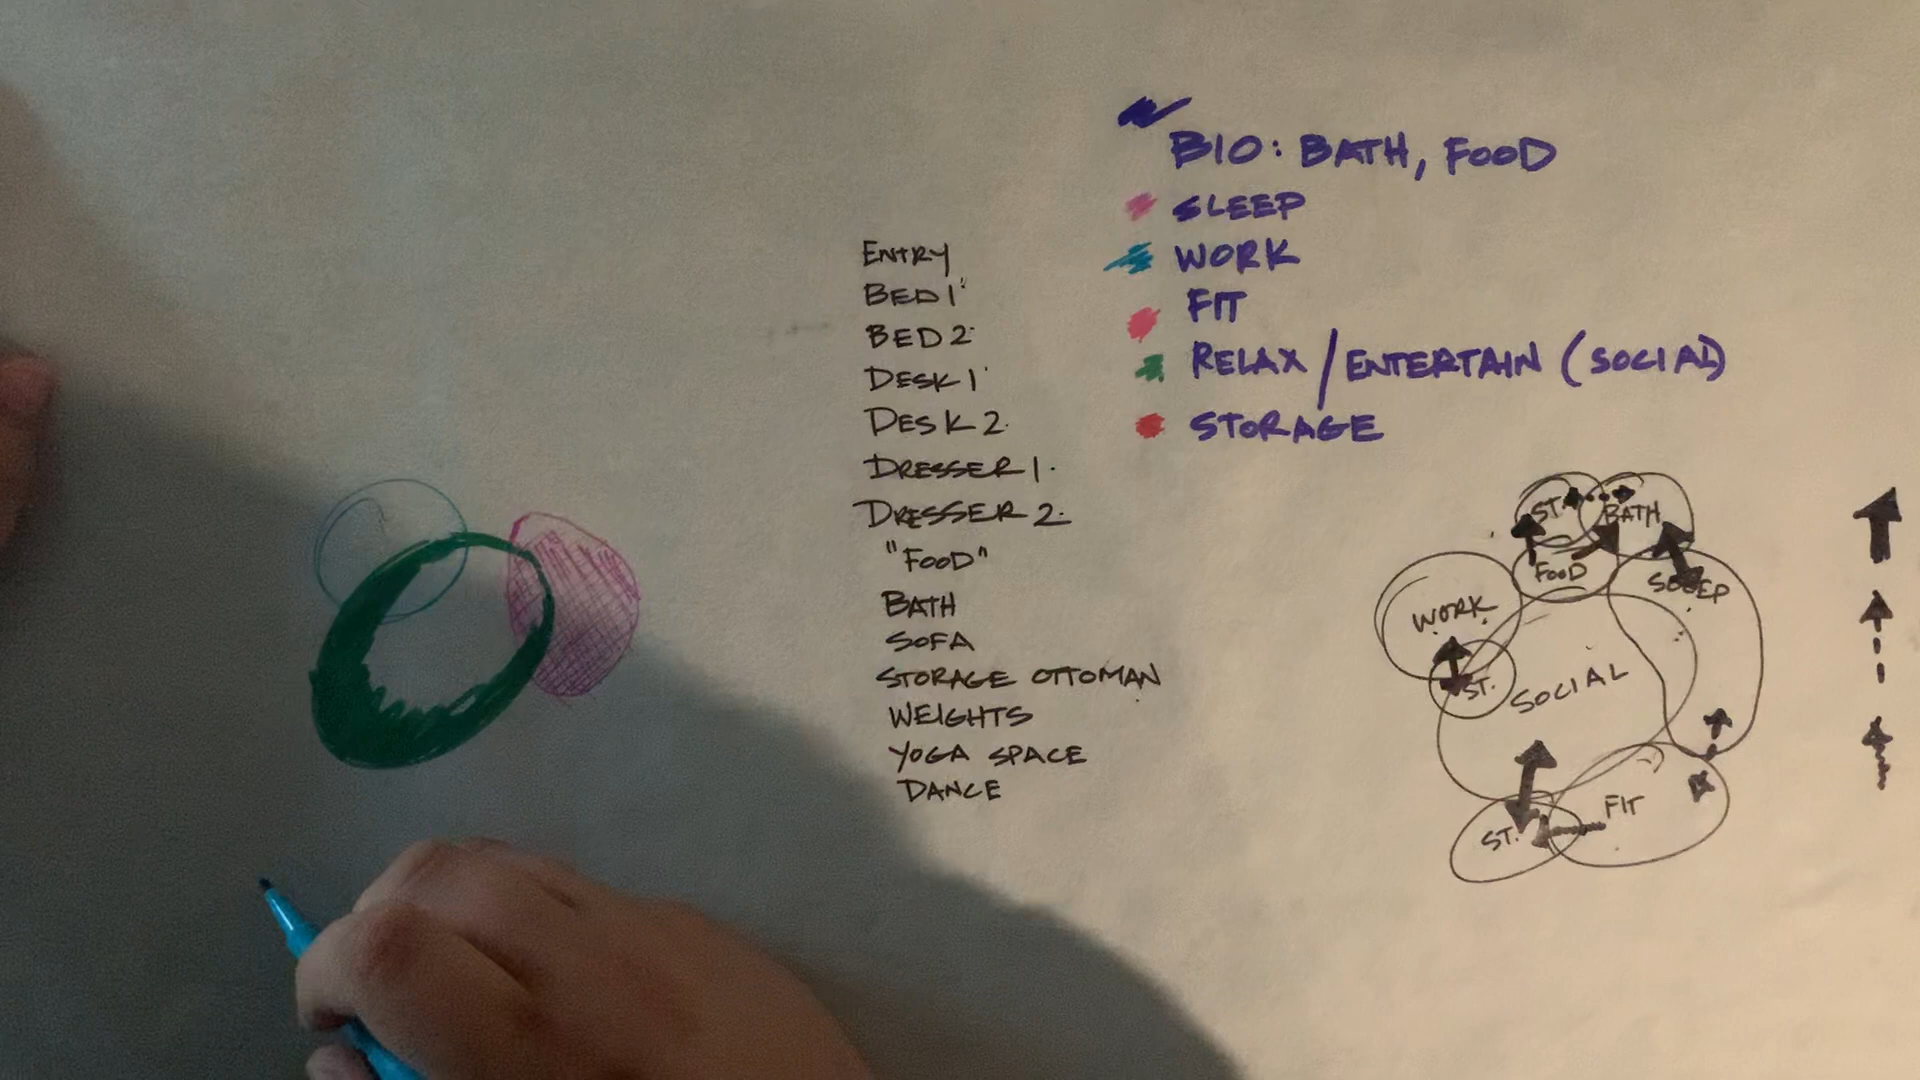 BIO: BATH, FOOD
SLEEP
WORK
FIT
RELAX / ENTERTAIN (SOCIAL)
STORAGE
ENTRY
BED 1
BED 2
DESK 1
DESK 2
DRESSER 1
DRESSER 2
"FOOD"
BATH
SOFA
STORAGE OTTOMAN
WEIGHTS
YOGA SPACE
DANCE
ST.
BATH
FOOD
SLEEP
WORK
ST.
SOCIAL
FIT
ST.